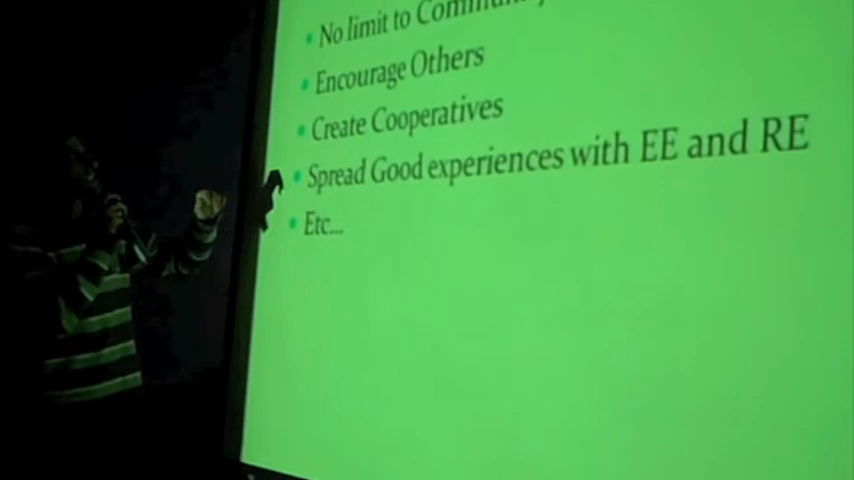 • No limit to Community
• Encourage Others
• Create Cooperatives
• Spread Good experiences with EE and RE
• Etc...